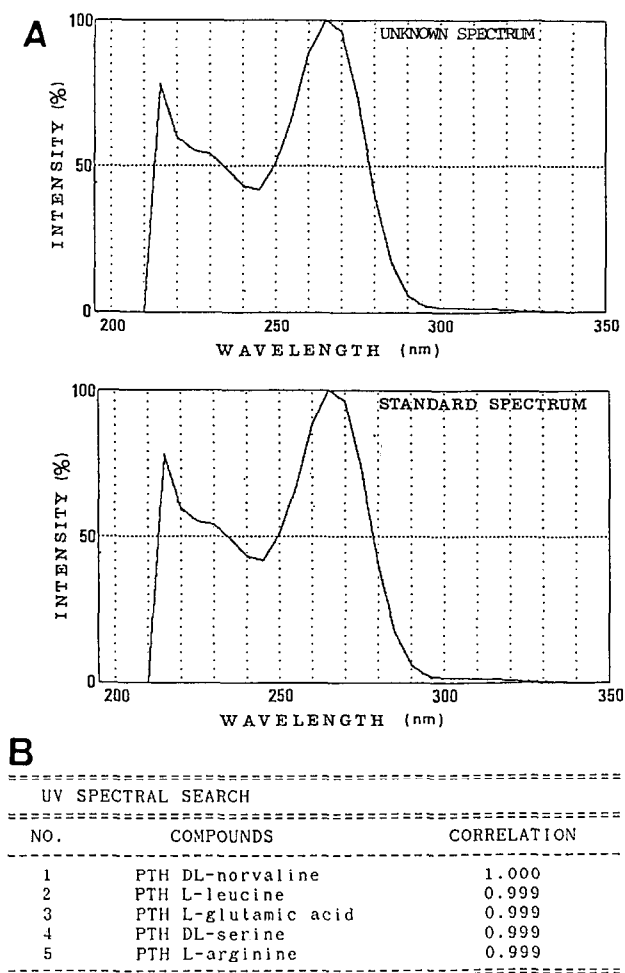 A
UNKNOWN SPECTRUM
INTENSITY (%)
100
50
0
200 250 300 350
WAVELENGTH (nm)
STANDARD SPECTRUM
INTENSITY (%)
100
50
0
200 250 300 350
WAVELENGTH (nm)
B
UV SPECTRAL SEARCH
NO. COMPOUNDS CORRELATION
1 PTH DL-norvaline 1.000
2 PTH L-leucine 0.999
3 PTH L-glutamic acid 0.999
4 PTH DL-serine 0.999
5 PTH L-arginine 0.999